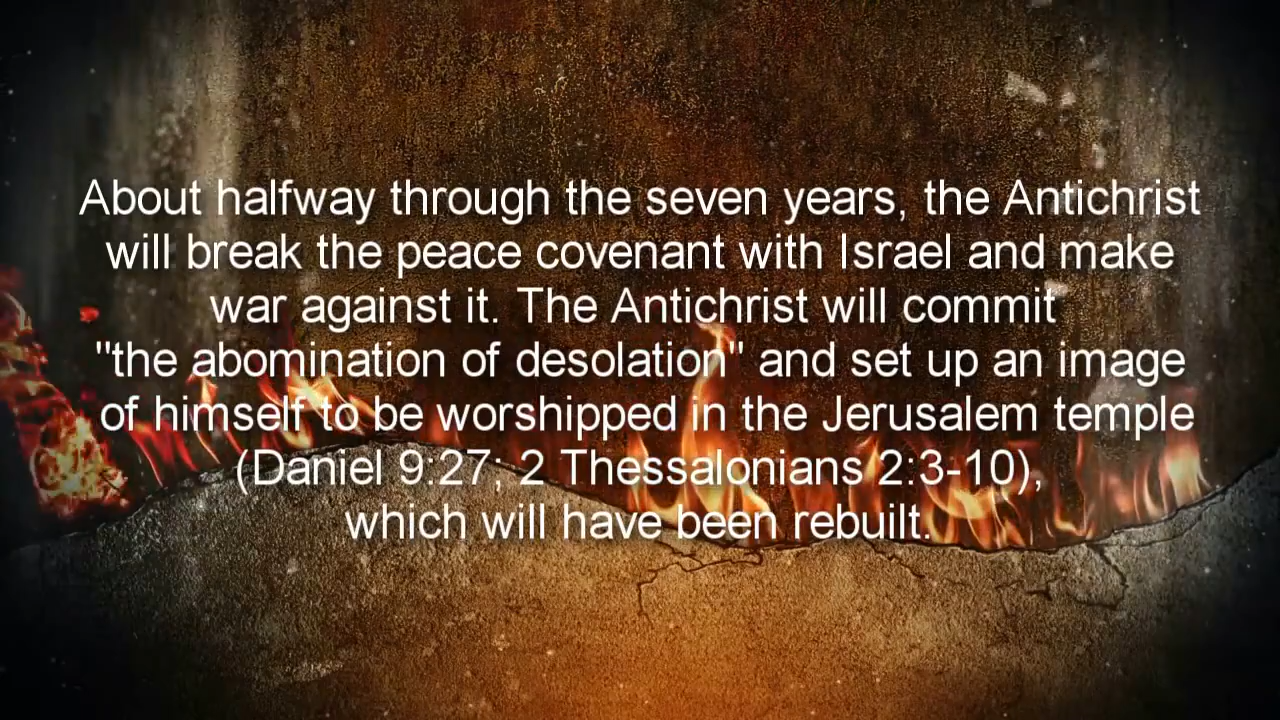 About halfway through the seven years, the Antichrist
will break the peace covenant with Israel and make
war against it. The Antichrist will commit
"the abomination of desolation" and set up an image
of himself to be worshipped in the Jerusalem temple
(Daniel 9:27; 2 Thessalonians 2:3-10),
which will have been rebuilt.